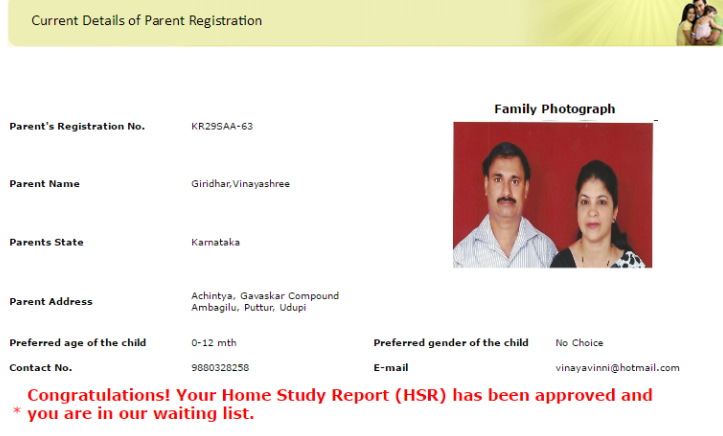 Current Details of Parent Registration
Family Photograph
Parent's Registration No. KR29SAA-63
Parent Name Giridhar,Vinayashree
Parents State Karnataka
Parent Address Achintya, Gavaskar Compound
Ambagilu, Puttur, Udupi
Preferred age of the child 0-12 mth Preferred gender of the child No Choice
Contact No. 9880328258 E-mail vinayavinni@hotmail.com
Congratulations! Your Home Study Report (HSR) has been approved and
* you are in our waiting list.